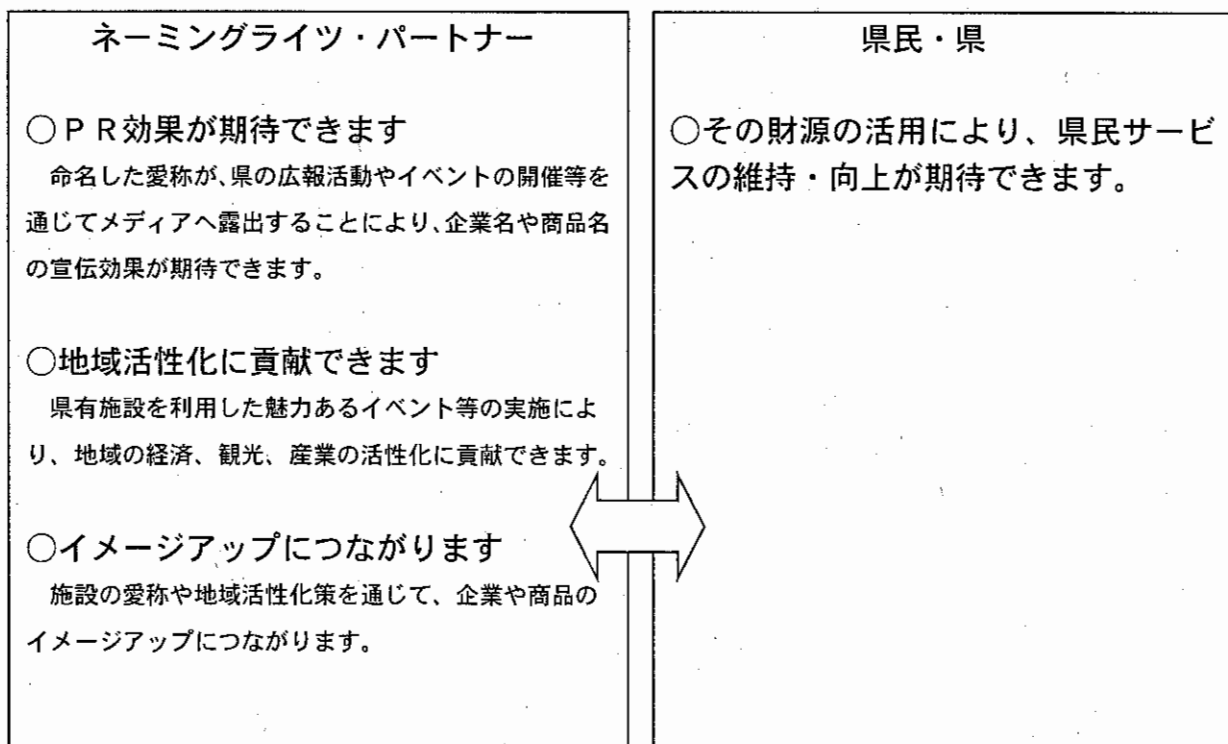 ネーミングライツ・パートナー
○ＰＲ効果が期待できます
命名した愛称が、県の広報活動やイベントの開催等を
通じてメディアへ露出することにより、企業名や商品名
の宣伝効果が期待できます。
○地域活性化に貢献できます
県有施設を利用した魅力あるイベント等の実施によ
り、地域の経済、観光、産業の活性化に貢献できます。
○イメージアップにつながります
施設の愛称や地域活性化策を通じて、企業や商品の
イメージアップにつながります。
県民・県
○その財源の活用により、県民サービ
スの維持・向上が期待できます。